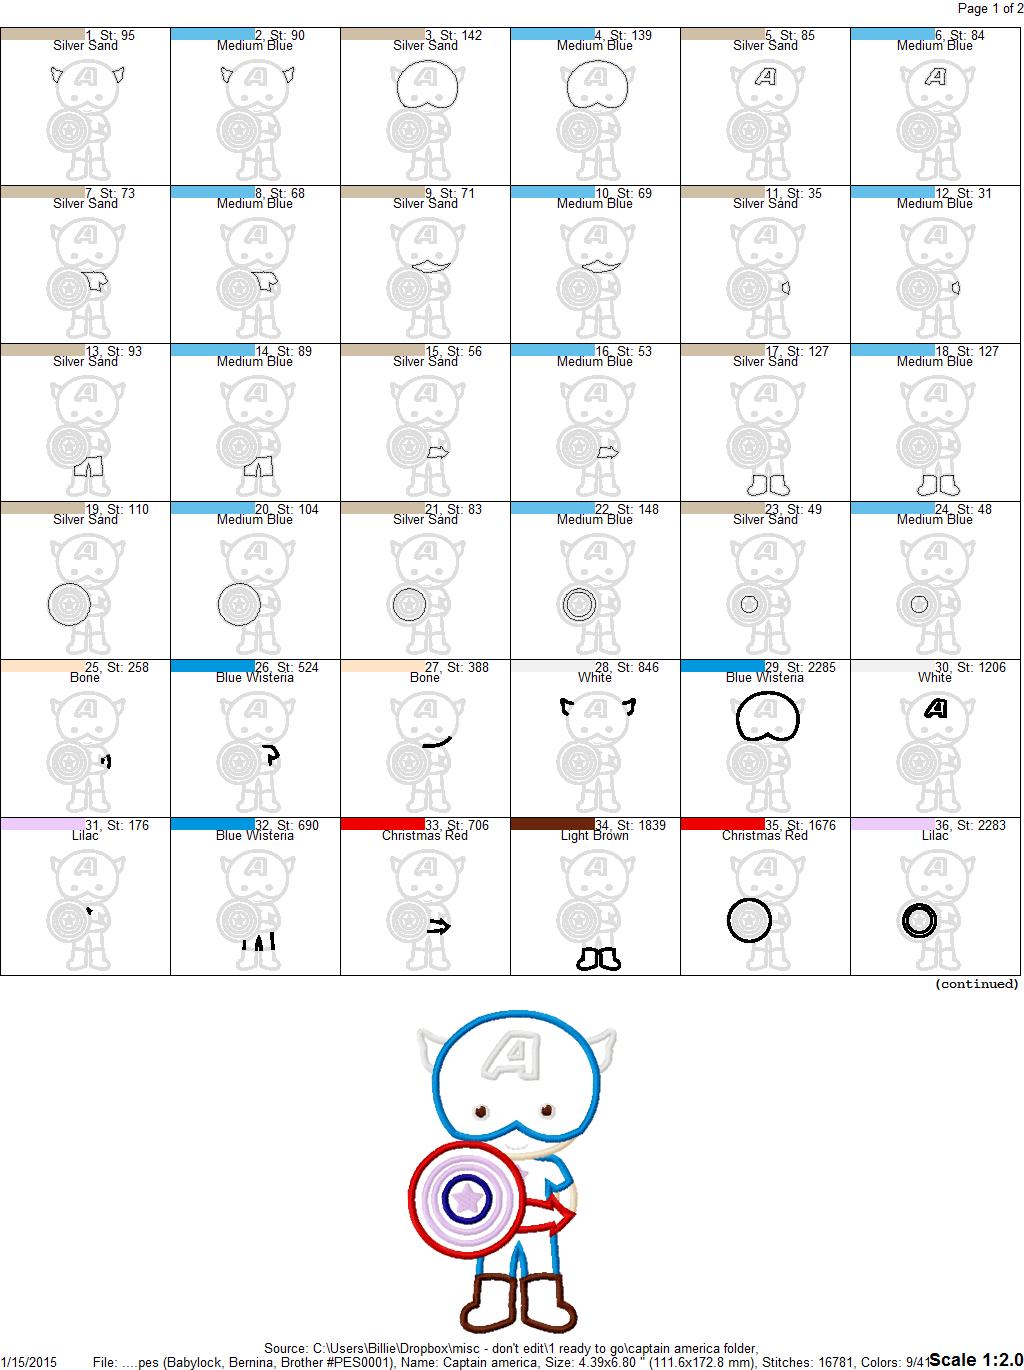 Page 1 of 2
1, St: 95
Silver Sand
2, St: 90
Medium Blue
3, St: 142
Silver Sand
4, St: 139
Medium Blue
5, St: 85
Silver Sand
6, St: 84
Medium Blue
7, St: 73
Silver Sand
8, St: 68
Medium Blue
9, St: 71
Silver Sand
10, St: 69
Medium Blue
11, St: 35
Silver Sand
12, St: 31
Medium Blue
13, St: 93
Silver Sand
14, St: 89
Medium Blue
15, St: 56
Silver Sand
16, St: 53
Medium Blue
17, St: 127
Silver Sand
18, St: 127
Medium Blue
19, St: 110
Silver Sand
20, St: 104
Medium Blue
21, St: 83
Silver Sand
22, St: 148
Medium Blue
23, St: 49
Silver Sand
24, St: 48
Medium Blue
25, St: 258
Bone
26, St: 524
Blue Wisteria
27, St: 388
Bone
28, St: 846
White
29, St: 2285
Blue Wisteria
30, St: 1206
White
31, St: 176
Lilac
32, St: 690
Blue Wisteria
33, St: 706
Christmas Red
34, St: 1839
Light Brown
35, St: 1676
Christmas Red
36, St: 2283
Lilac
(continued)
A
Source: C:\Users\Billie\Dropbox\misc - don't edit\1 ready to go\captain america folder,
1/15/2015 File: ....pes (Babylock, Bernina, Brother #PES0001), Name: Captain america, Size: 4.39x6.80 " (111.6x172.8 mm), Stitches: 16781, Colors: 9/41 Scale 1:2.0